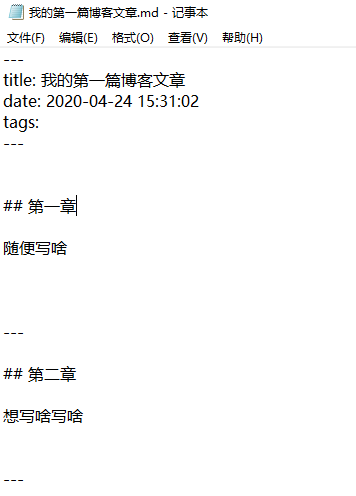 我的第一篇博客文章.md - 记事本
文件(F) 编辑(E) 格式(O) 查看(V) 帮助(H)
---
title: 我的第一篇博客文章
date: 2020-04-24 15:31:02
tags:
---
## 第一章
随便写啥
---
## 第二章
想写啥写啥
---